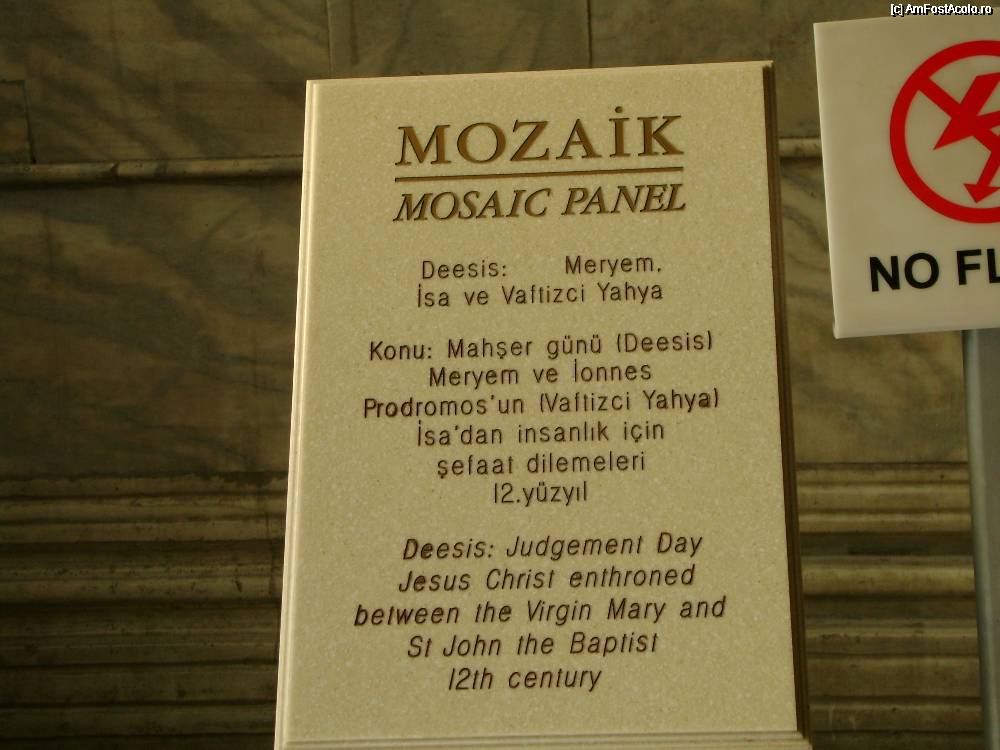 [c] AmFostAcolo.ro
MOZAİK
MOSAIC PANEL
Deesis: Meryem.
İsa ve Vaftizci Yahya
Konu: Mahşer günü (Deesis)
Meryem ve İonnes
Prodromos'un (Vaftizci Yahya)
İsa'dan insanlık için
şefaat dilemeleri
12.yüzyıl
Deesis: Judgement Day
Jesus Christ enthroned
between the Virgin Mary and
St John the Baptist
12th century
NO